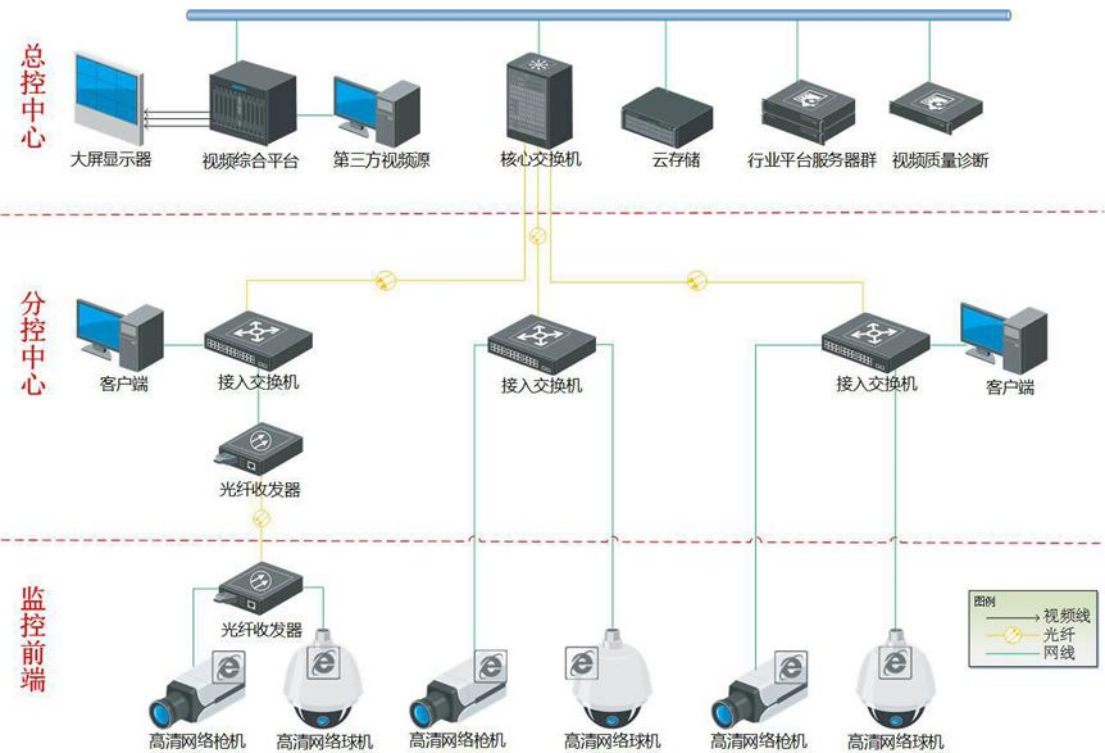 总控中心
大屏显示器
视频综合平台
第三方视频源
核心交换机
云存储
行业平台服务器群
视频质量诊断
分控中心
客户端
接入交换机
接入交换机
接入交换机
客户端
光纤收发器
监控前端
光纤收发器
图例
视频线
光纤
网线
高清网络枪机
高清网络球机
高清网络枪机
高清网络球机
高清网络枪机
高清网络球机